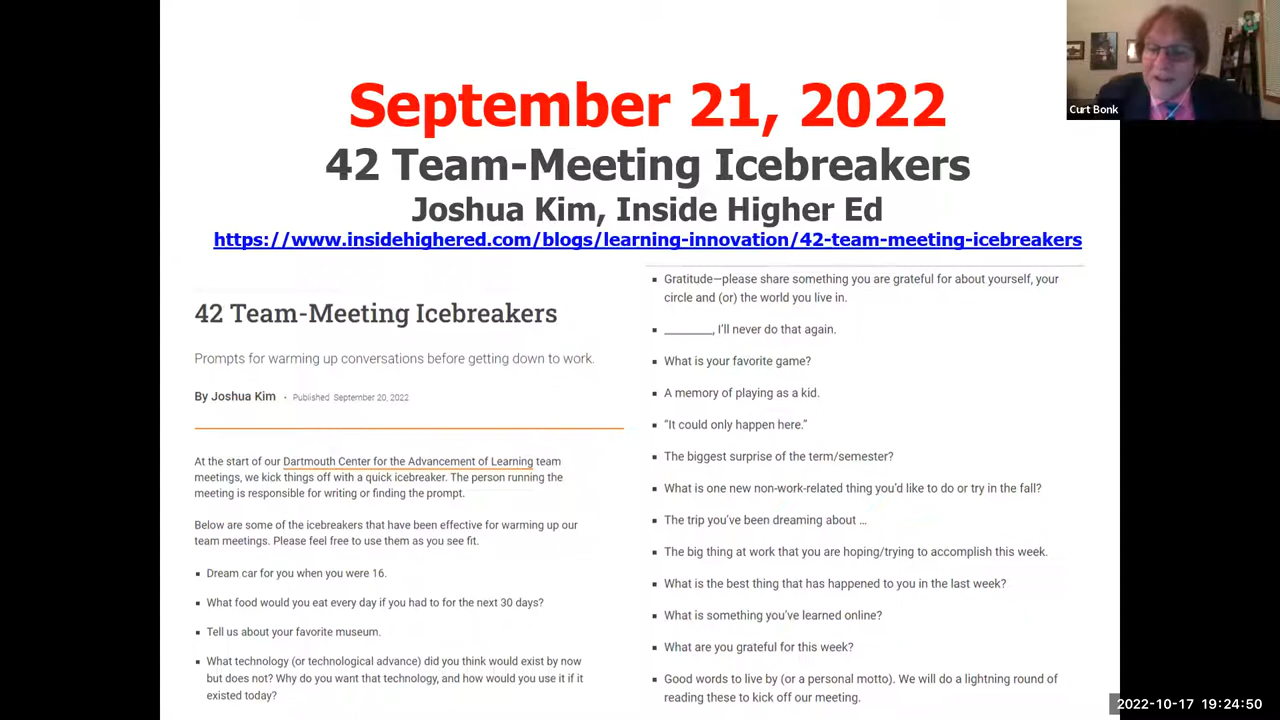 September 21, 2022
42 Team-Meeting Icebreakers
Joshua Kim, Inside Higher Ed
https://www.insidehighered.com/blogs/learning-innovation/42-team-meeting-icebreakers
Curt Bonk
42 Team-Meeting Icebreakers
Prompts for warming up conversations before getting down to work.
By Joshua Kim • Published September 20, 2022
At the start of our Dartmouth Center for the Advancement of Learning team
meetings, we kick things off with a quick icebreaker. The person running the
meeting is responsible for writing or finding the prompt.
Below are some of the icebreakers that have been effective for warming up our
team meetings. Please feel free to use them as you see fit.
▪ Dream car for you when you were 16.
▪ What food would you eat every day if you had to for the next 30 days?
▪ Tell us about your favorite museum.
▪ What technology (or technological advance) did you think would exist by now
but does not? Why do you want that technology, and how would you use it if it
existed today?
▪ Gratitude—please share something you are grateful for about yourself, your
circle and (or) the world you live in.
▪ ________, I’ll never do that again.
▪ What is your favorite game?
▪ A memory of playing as a kid.
▪ “It could only happen here.”
▪ The biggest surprise of the term/semester?
▪ What is one new non-work-related thing you’d like to do or try in the fall?
▪ The trip you’ve been dreaming about …
▪ The big thing at work that you are hoping/trying to accomplish this week.
▪ What is the best thing that has happened to you in the last week?
▪ What is something you’ve learned online?
▪ What are you grateful for this week?
▪ Good words to live by (or a personal motto). We will do a lightning round of
reading these to kick off our meeting.
2022-10-17 19:24:50